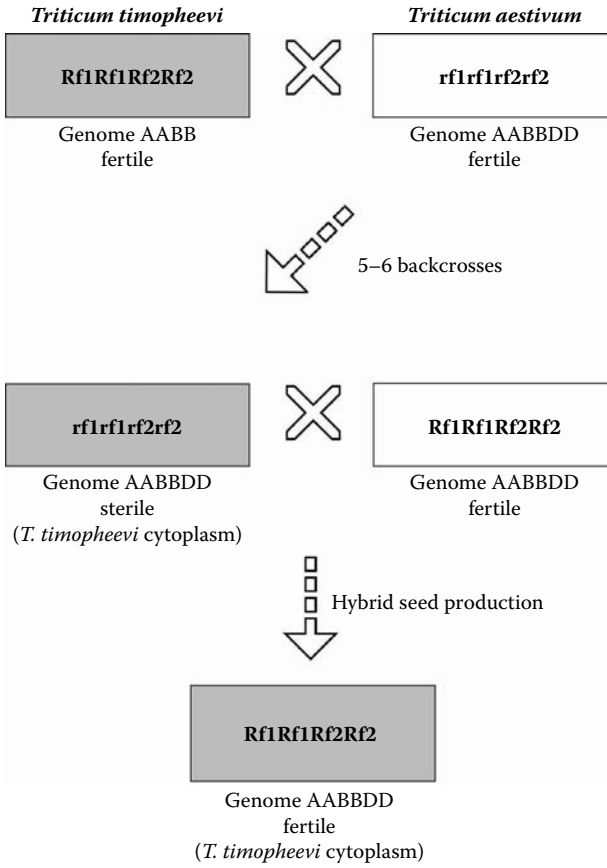 Triticum timopheevi
Triticum aestivum
Rf1Rf1Rf2Rf2
rf1rf1rf2rf2
Genome AABB
fertile
Genome AABBDD
fertile
5–6 backcrosses
rf1rf1rf2rf2
Rf1Rf1Rf2Rf2
Genome AABBDD
sterile
(T. timopheevi cytoplasm)
Genome AABBDD
fertile
Hybrid seed production
Rf1Rf1Rf2Rf2
Genome AABBDD
fertile
(T. timopheevi cytoplasm)